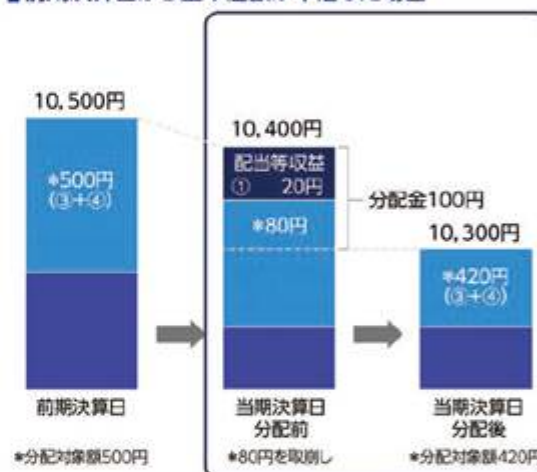 10,500円
*500円
(③+④)
前期決算日
*分配対象額500円
10,400円
配当等収益
① 20円
*80円
分配金100円
当期決算日
分配前
*80円を取崩し
10,300円
*420円
(③+④)
当期決算日
分配後
*分配対象額420円